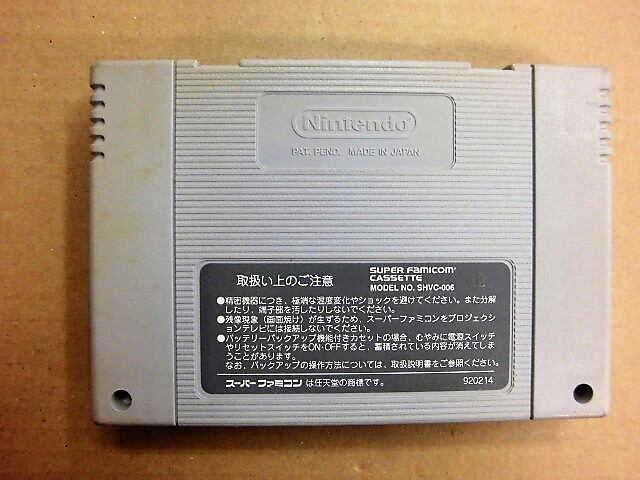 Nintendo®
PAT. PEND. MADE IN JAPAN
取扱い上のご注意
SUPER FAMICOM™
CASSETTE
MODEL NO. SHVC-006
●精密機器につき、極端な温度変化やショックを避けてください。また分解
したり、端子部を汚したりしないでください。
●残像現象（画面焼け）が生ずるため、スーパーファミコンをプロジェクシ
ョンテレビには接続しないでください。
●バッテリーバックアップ機能付きカセットの場合、むやみに電源スイッチ
やリセットスイッチをON・OFFすると、蓄積されている内容が消えてしま
うことがあります。
なお、バックアップの操作方法については、取扱説明書をご参照ください。
スーパーファミコンは任天堂の商標です。
920214